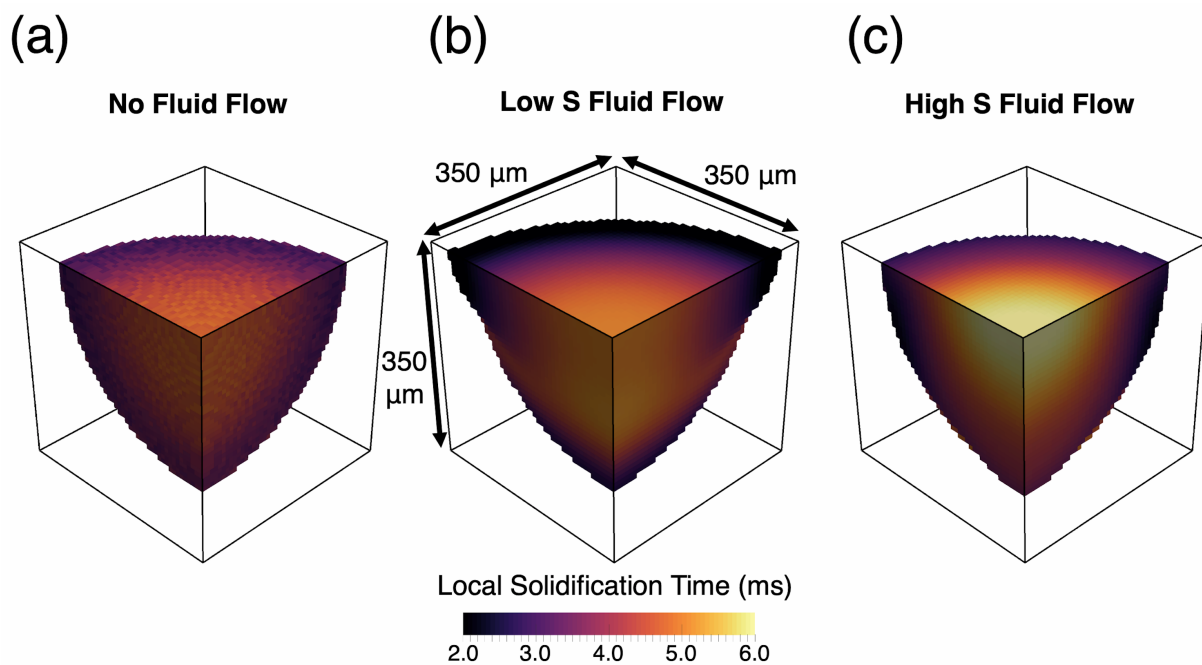 (a)
(b)
(c)
No Fluid Flow
Low S Fluid Flow
High S Fluid Flow
350 µm
350 µm
350
µm
Local Solidification Time (ms)
2.0 3.0 4.0 5.0 6.0